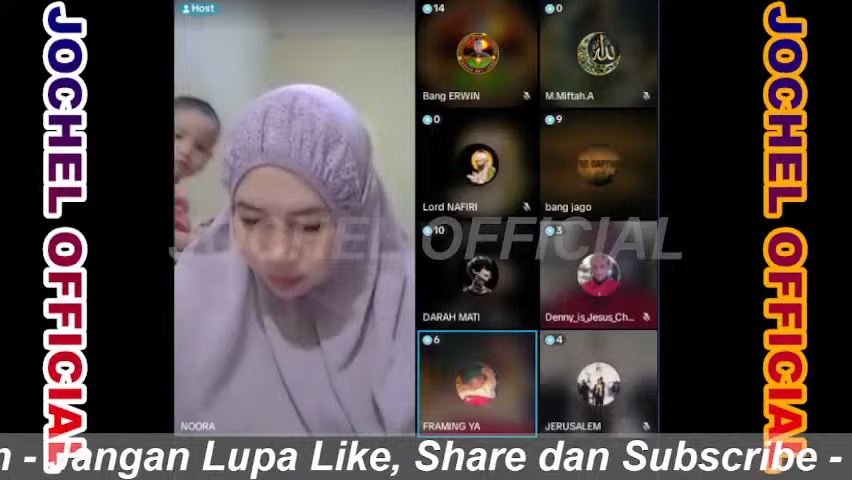 JOCHEL OFFICIAL
Host
14
Bang ERWIN
0
M.Miftah.A
0
Lord NAFIRI
9
bang jago
10
DARAH MATI
3
Denny_is_Jesus_Ch...
6
FRAMING YA
4
JERUSALEM
NOORA
JOCHEL OFFICIAL
JOCHEL OFFICIAL
n - Jangan Lupa Like, Share dan Subscribe -